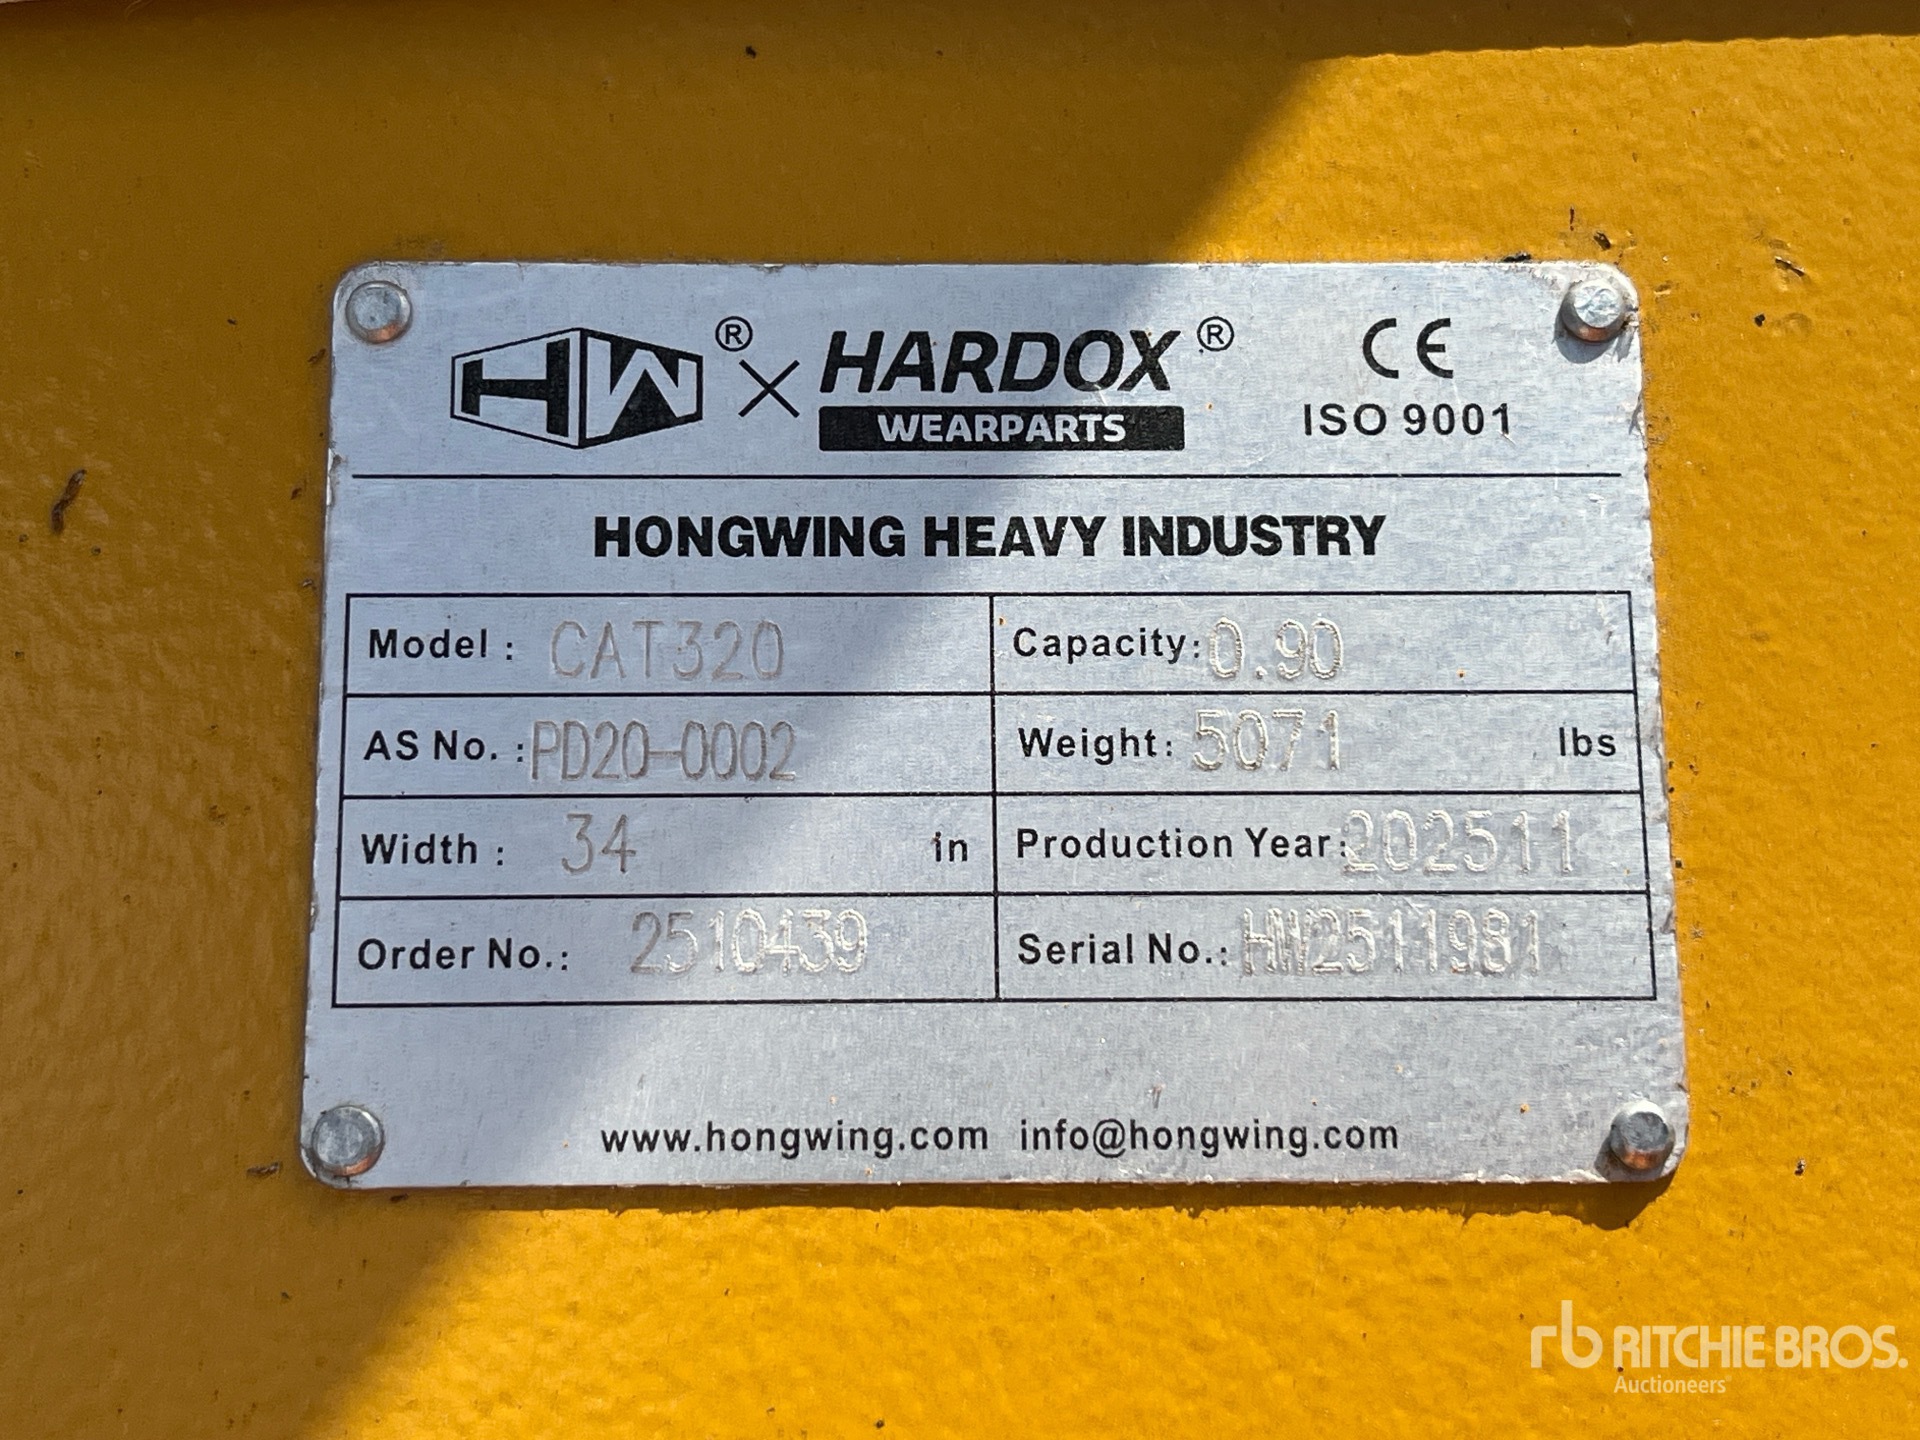 HW® × HARDOX® CE
WEARPARTS ISO 9001
HONGWING HEAVY INDUSTRY
Model : CAT320 Capacity: 0.90
AS No. : PD20-0002 Weight: 5071 lbs
Width : 34 in Production Year: 202511
Order No.: 2510439 Serial No.: HW2511981
www.hongwing.com info@hongwing.com
rb RITCHIE BROS.
Auctioneers